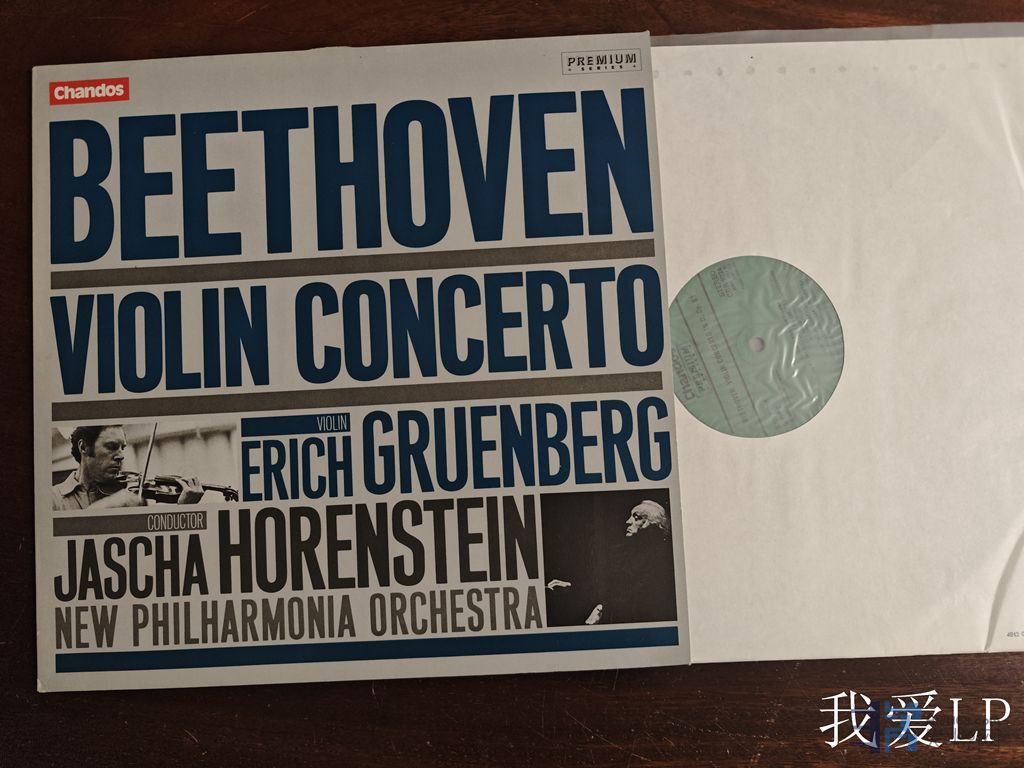 PREMIUM
SERIES
Chandos
BEETHOVEN
VIOLIN CONCERTO
VIOLIN
ERICH GRUENBERG
CONDUCTOR
JASCHA HORENSTEIN
NEW PHILHARMONIA ORCHESTRA
我爱LP